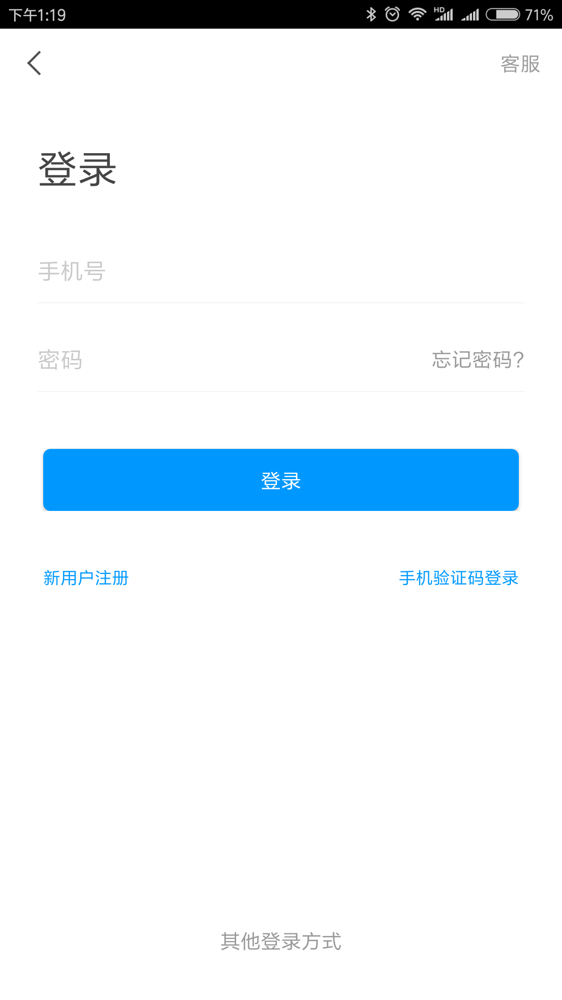 下午1:19 HD 71%
客服
登录
手机号
密码 忘记密码?
登录
新用户注册 手机验证码登录
其他登录方式